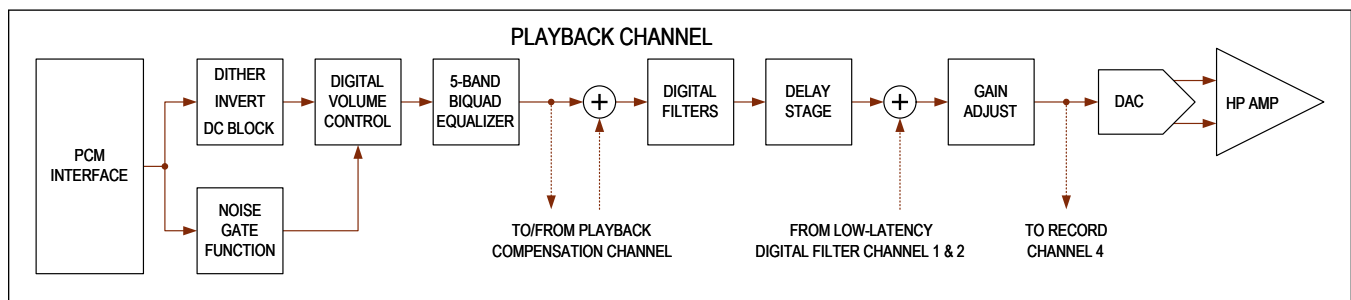 PLAYBACK CHANNEL
PCM
INTERFACE
DITHER
INVERT
DC BLOCK
NOISE
GATE
FUNCTION
DIGITAL
VOLUME
CONTROL
5-BAND
BIQUAD
EQUALIZER
+
DIGITAL
FILTERS
DELAY
STAGE
+
GAIN
ADJUST
DAC
HP AMP
TO/FROM PLAYBACK
COMPENSATION CHANNEL
FROM LOW-LATENCY
DIGITAL FILTER CHANNEL 1 & 2
TO RECORD
CHANNEL 4